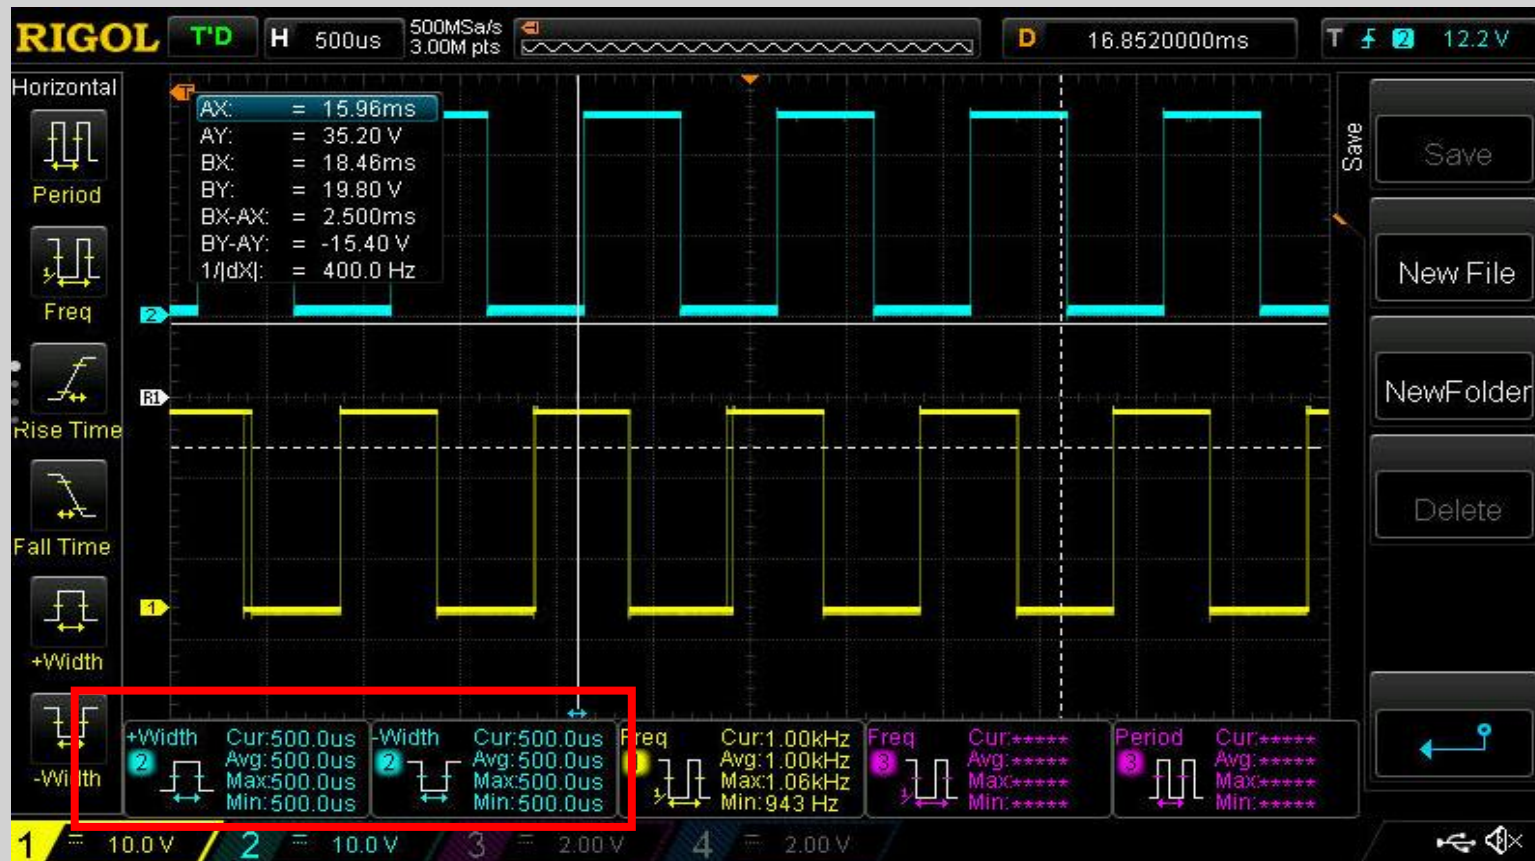 RIGOL T'D H 500us 500MSa/s D 16.8520000ms T 2 12.2 V
3.00M pts
Horizontal
Period
Freq
Rise Time
Fall Time
+Width
-Width
T
AX: = 15.96ms
AY: = 35.20 V
BX: = 18.46ms
BY: = 19.80 V
BX-AX: = 2.500ms
BY-AY: = -15.40 V
1/|dX|: = 400.0 Hz
2
R1
1
Save
Save
New File
NewFolder
Delete
+Width Cur:500.0us
2 Avg:500.0us
Max:500.0us
Min:500.0us
-Width Cur:500.0us
2 Avg:500.0us
Max:500.0us
Min:500.0us
Freq Cur:1.00kHz
Avg:1.00kHz
Max:1.06kHz
Min:943 Hz
Freq Cur:*****
3 Avg:*****
Max:*****
Min:*****
Period Cur:*****
3 Avg:*****
Max:*****
Min:*****
1 = 10.0 V 2 = 10.0 V 3 = 2.00 V 4 = 2.00 V